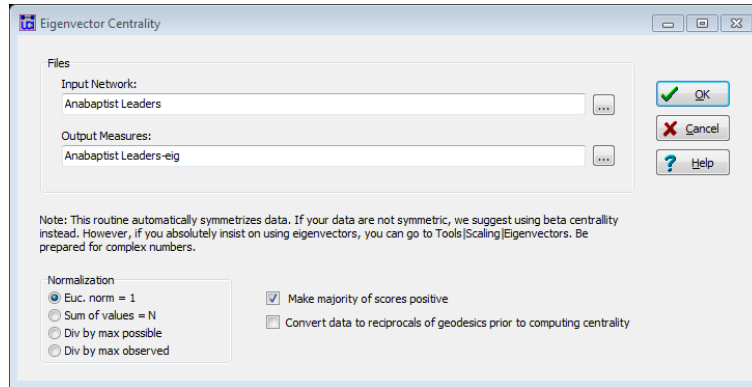 Eigenvector Centrality
Files
Input Network:
Anabaptist Leaders
...
OK
Output Measures:
Cancel
Anabaptist Leaders-eig
...
Help
Note: This routine automatically symmetrizes data. If your data are not symmetric, we suggest using beta centrallity
instead. However, if you absolutely insist on using eigenvectors, you can go to Tools|Scaling|Eigenvectors. Be
prepared for complex numbers.
Normalization
Euc. norm = 1
Sum of values = N
Div by max possible
Div by max observed
Make majority of scores positive
Convert data to reciprocals of geodesics prior to computing centrality